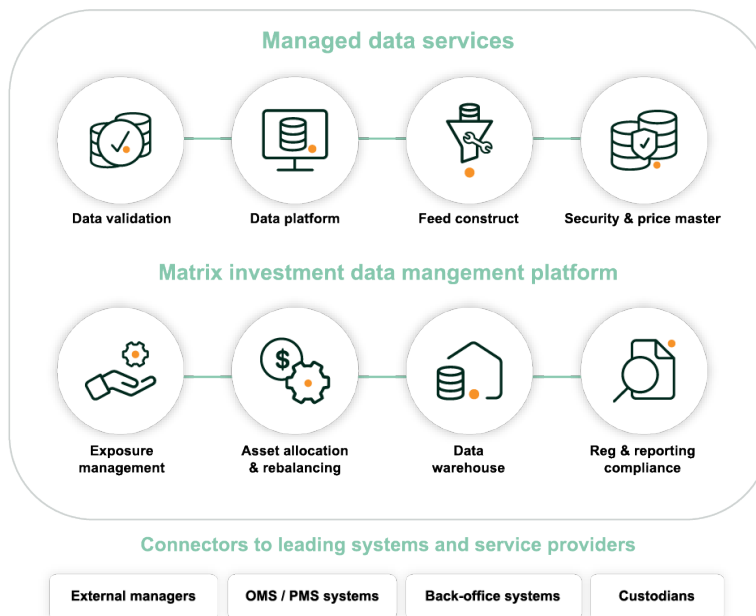 Managed data services
Data validation
Data platform
Feed construct
Security & price master
Matrix investment data mangement platform
$
Exposure
management
Asset allocation
& rebalancing
Data
warehouse
Reg & reporting
compliance
Connectors to leading systems and service providers
External managers
OMS / PMS systems
Back-office systems
Custodians